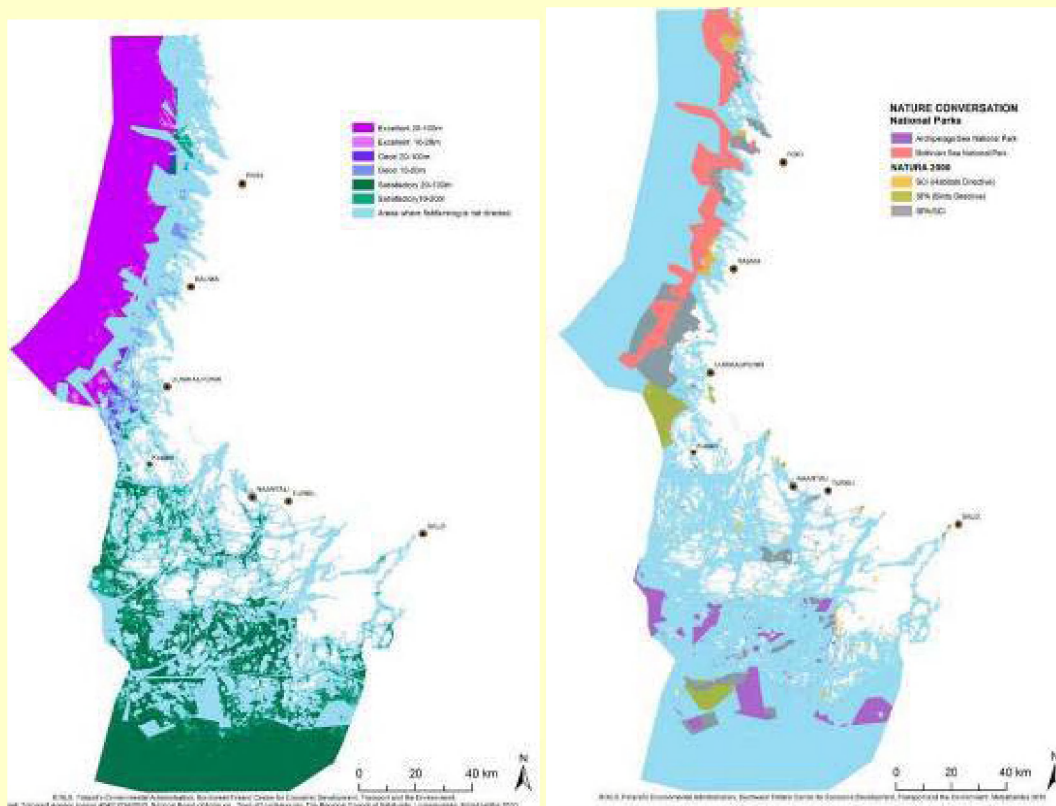 Excellent 20-100m
Excellent 10-20m
Good 20-100m
Good 10-20m
Satisfactory 20-100m
Satisfactory 10-20m
Areas where fishfarming is not directed
PORI
RAUMA
UUSIKAUPUNKI
NAANTALI
TURKU
SALO
0 20 40 km
N
NATURE CONVERSATION
National Parks
Archipelago Sea National Park
Bothnian Sea National Park
NATURA 2000
SCI (Habitats Directive)
SPA (Birds Directive)
SPA/SCI
PORI
RAUMA
UUSIKAUPUNKI
NAANTALI
TURKU
SALO
0 20 40 km
N